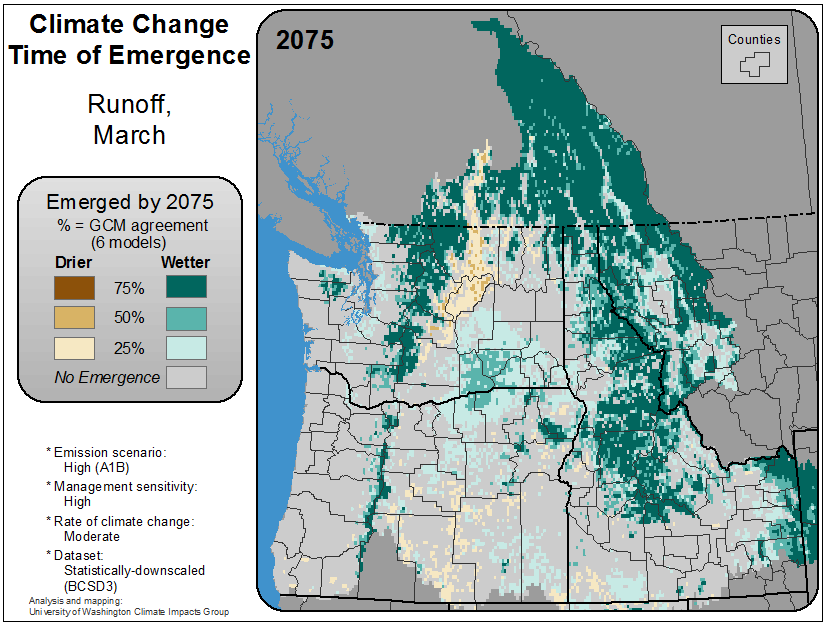 Climate Change
Time of Emergence
Runoff,
March
Emerged by 2075
% = GCM agreement
(6 models)
Drier Wetter
75%
50%
25%
No Emergence
* Emission scenario:
High (A1B)
* Management sensitivity:
High
* Rate of climate change:
Moderate
* Dataset:
Statistically-downscaled
(BCSD3)
Analysis and mapping:
University of Washington Climate Impacts Group
2075
Counties